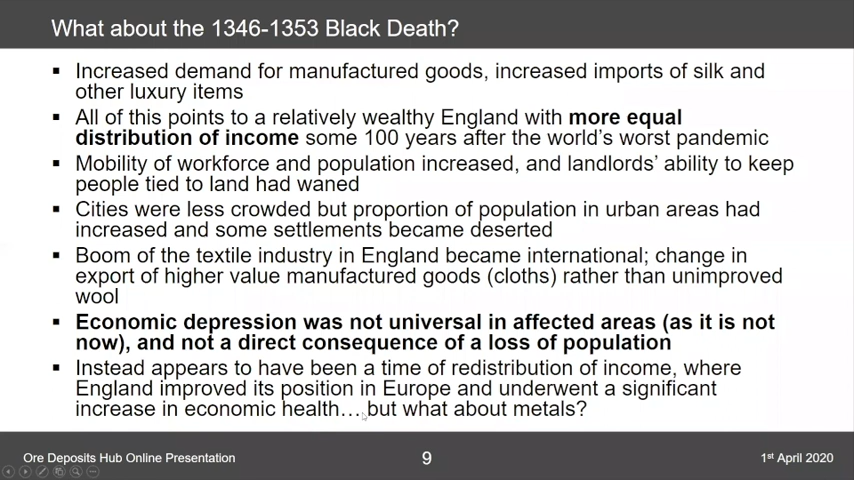 What about the 1346-1353 Black Death?
▪ Increased demand for manufactured goods, increased imports of silk and
other luxury items
▪ All of this points to a relatively wealthy England with more equal
distribution of income some 100 years after the world's worst pandemic
▪ Mobility of workforce and population increased, and landlords' ability to keep
people tied to land had waned
▪ Cities were less crowded but proportion of population in urban areas had
increased and some settlements became deserted
▪ Boom of the textile industry in England became international; change in
export of higher value manufactured goods (cloths) rather than unimproved
wool
▪ Economic depression was not universal in affected areas (as it is not
now), and not a direct consequence of a loss of population
▪ Instead appears to have been a time of redistribution of income, where
England improved its position in Europe and underwent a significant
increase in economic health… but what about metals?
Ore Deposits Hub Online Presentation
9
1st April 2020